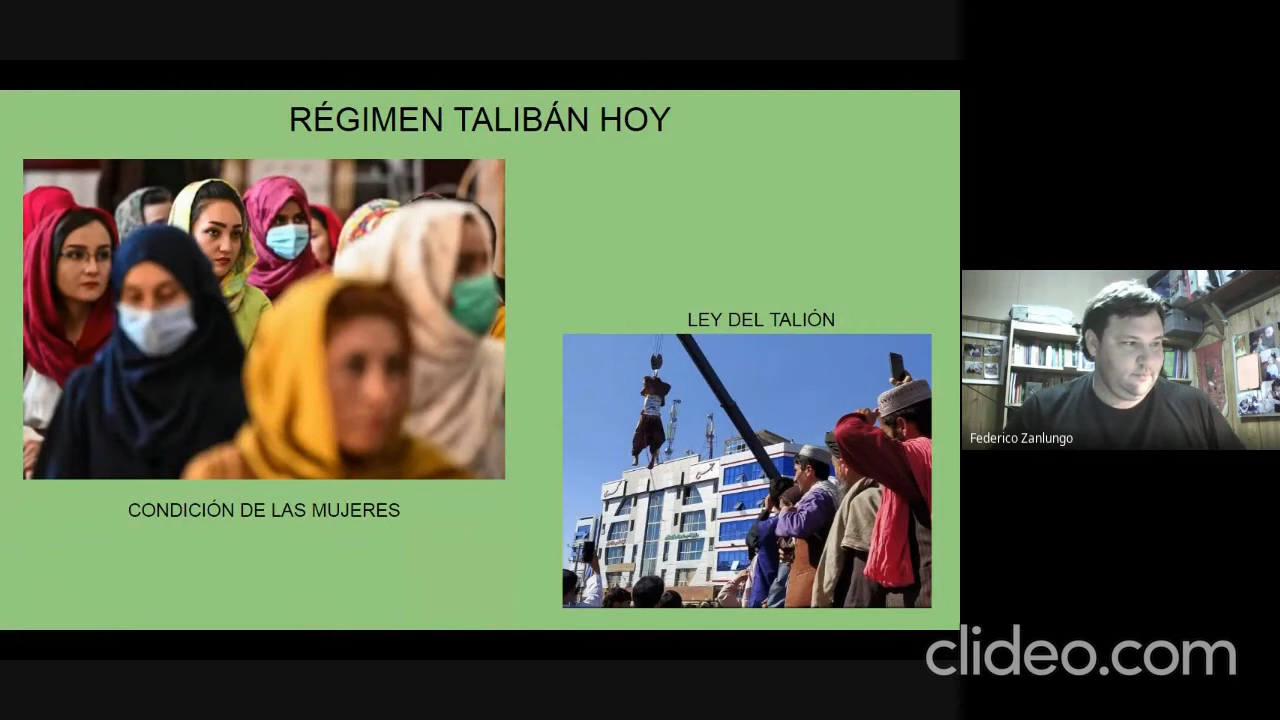 RÉGIMEN TALIBÁN HOY
LEY DEL TALIÓN
CONDICIÓN DE LAS MUJERES
Federico Zanlungo
clideo.com